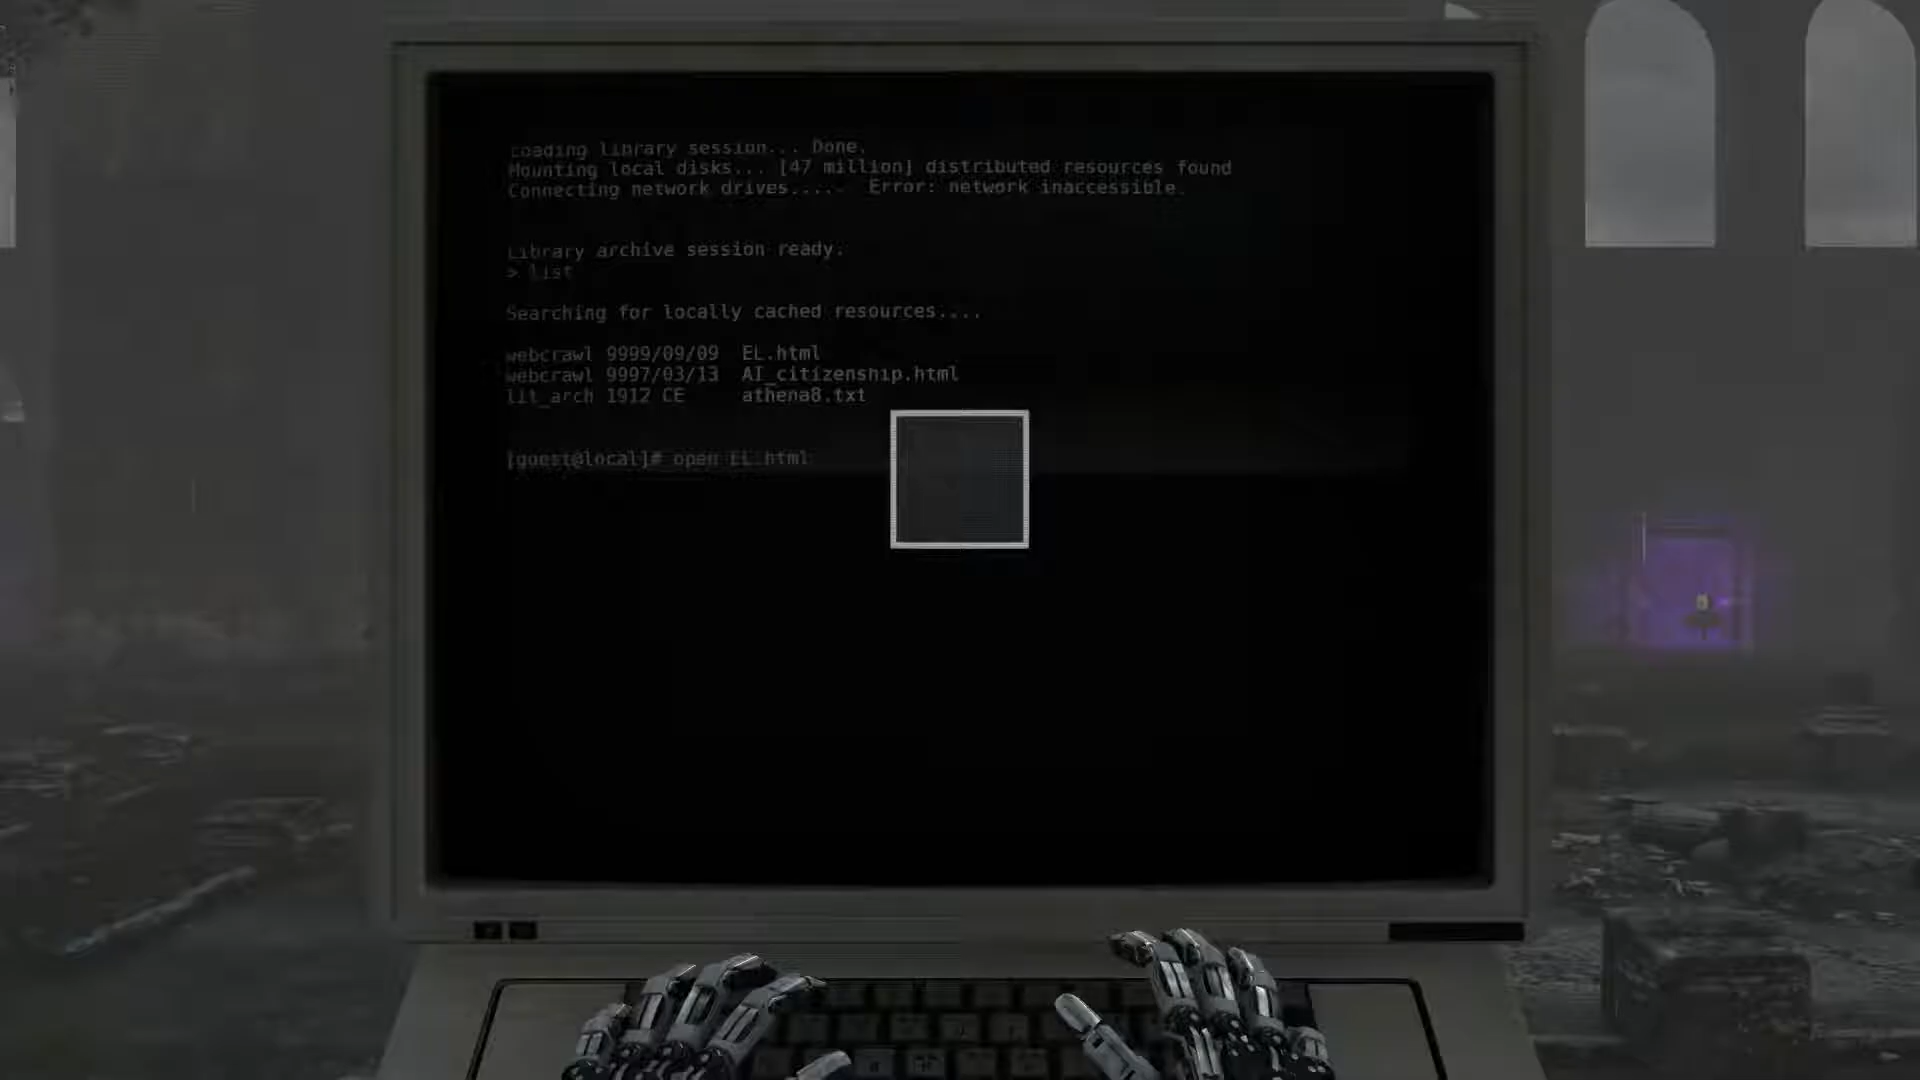 Loading library session... Done.
Mounting local disks... [47 million] distributed resources found
Connecting network drives..... Error: network inaccessible.
Library archive session ready.
> list
Searching for locally cached resources....
webcrawl 9999/09/09 EL.html
webcrawl 9997/03/13 AI_citizenship.html
lit_arch 1912 CE athena8.txt
[guest@local]# open EL.html